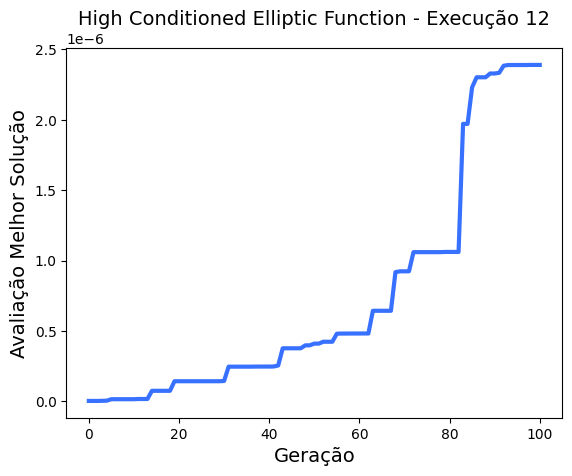 High Conditioned Elliptic Function - Execução 12
1e−6
2.5
2.0
1.5
1.0
0.5
0.0
Avaliação Melhor Solução
0 20 40 60 80 100
Geração